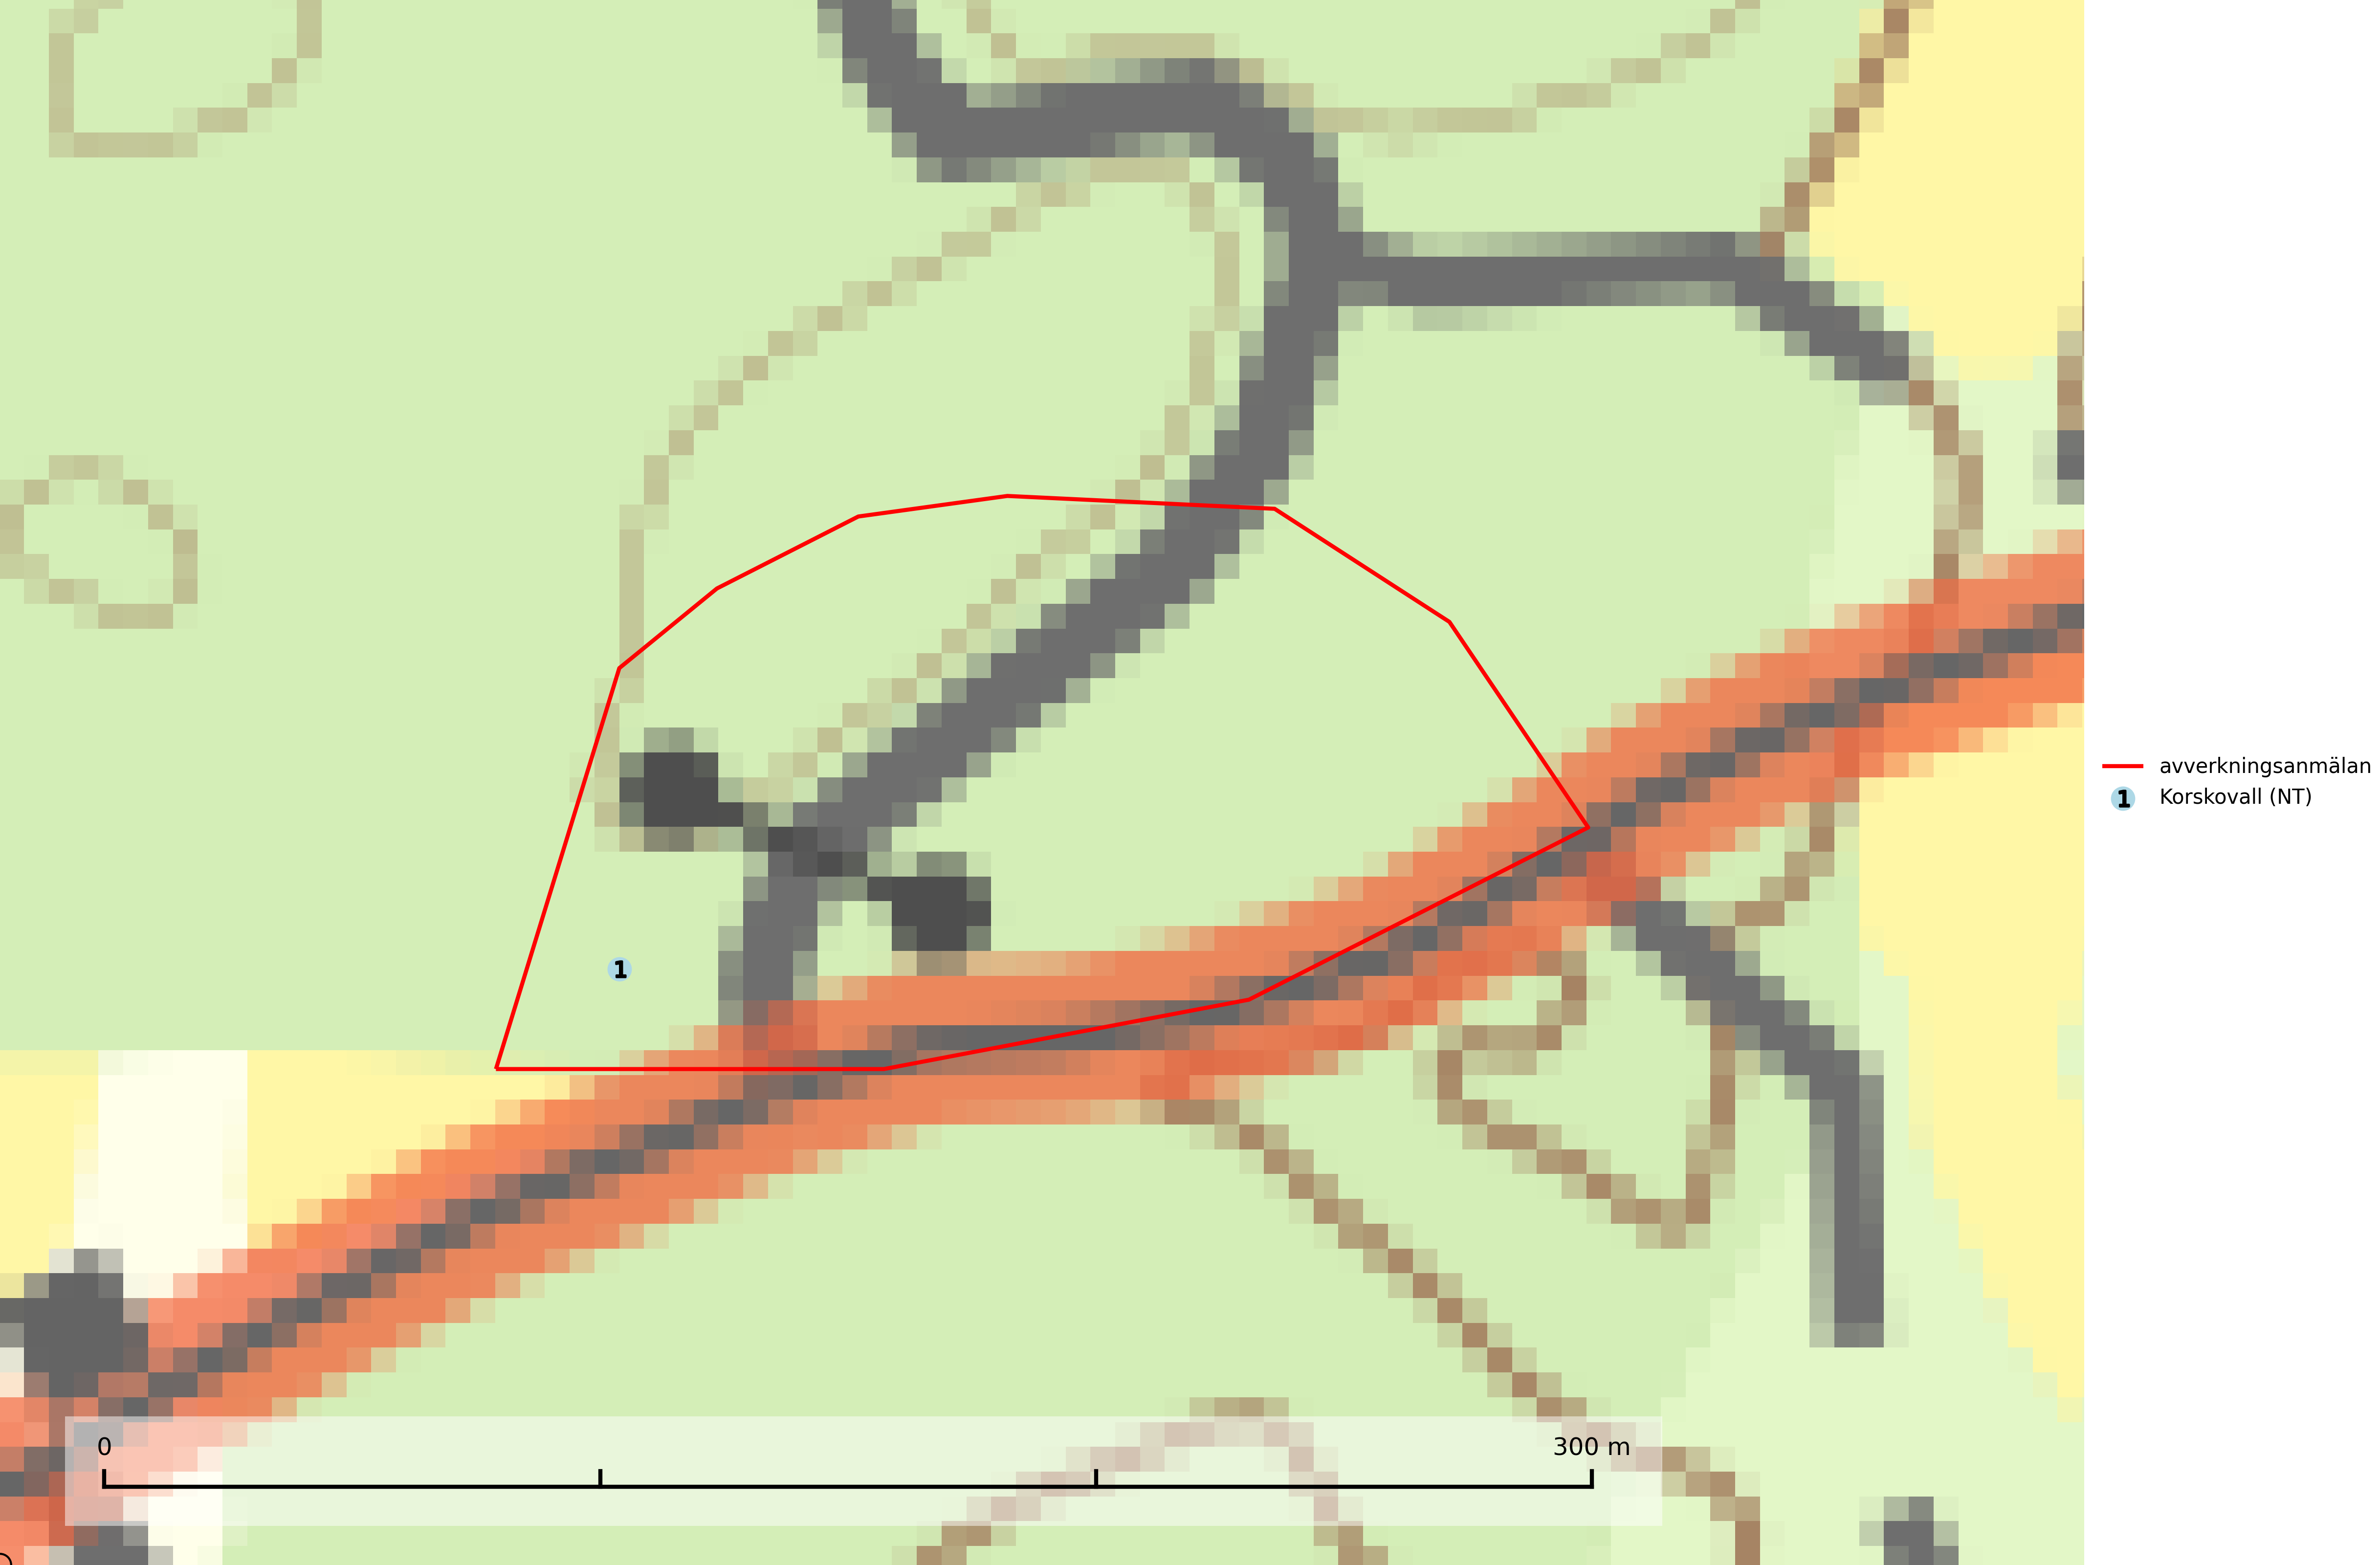 1
0
300 m
avverkningsanmälan
1 Korskovall (NT)